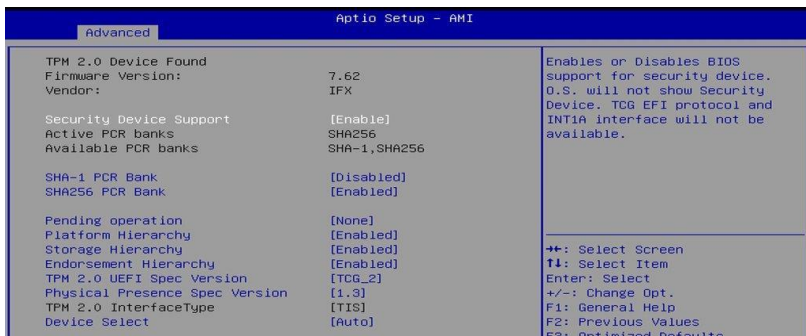 Aptio Setup - AMI
Advanced
TPM 2.0 Device Found
Firmware Version: 7.62
Vendor: IFX
Security Device Support [Enable]
Active PCR banks SHA256
Available PCR banks SHA-1,SHA256
SHA-1 PCR Bank [Disabled]
SHA256 PCR Bank [Enabled]
Pending operation [None]
Platform Hierarchy [Enabled]
Storage Hierarchy [Enabled]
Endorsement Hierarchy [Enabled]
TPM 2.0 UEFI Spec Version [TCG_2]
Physical Presence Spec Version [1.3]
TPM 2.0 InterfaceType [TIS]
Device Select [Auto]
Enables or Disables BIOS
support for security device.
O.S. will not show Security
Device. TCG EFI protocol and
INT1A interface will not be
available.
→←: Select Screen
↑↓: Select Item
Enter: Select
+/-: Change Opt.
F1: General Help
F2: Previous Values
F3: Optimized Defaults